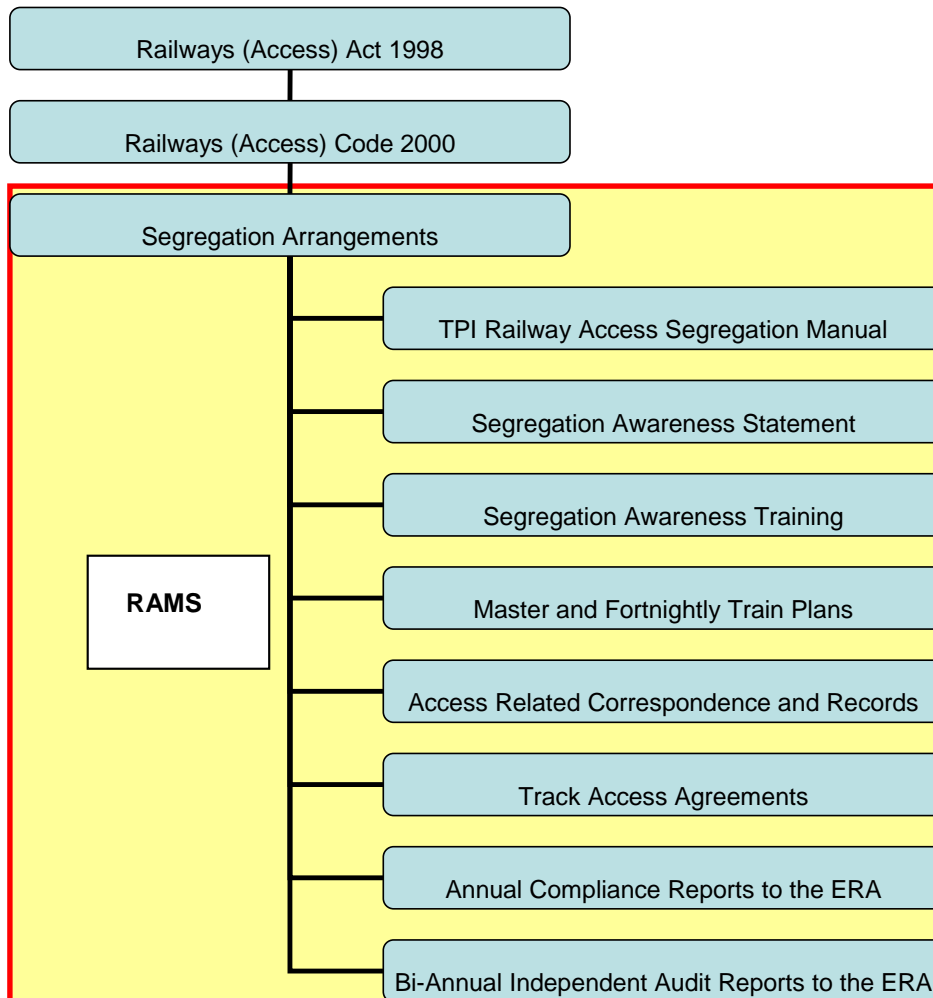 Railways (Access) Act 1998
Railways (Access) Code 2000
Segregation Arrangements
TPI Railway Access Segregation Manual
Segregation Awareness Statement
Segregation Awareness Training
RAMS
Master and Fortnightly Train Plans
Access Related Correspondence and Records
Track Access Agreements
Annual Compliance Reports to the ERA
Bi-Annual Independent Audit Reports to the ERA